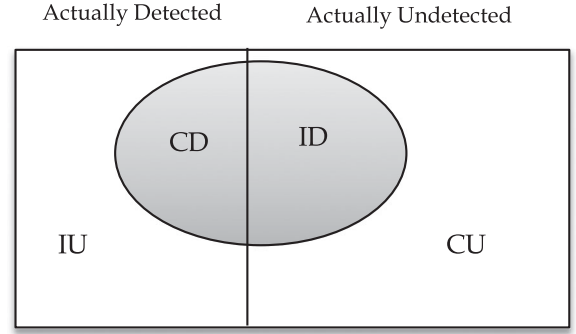 Actually Detected
Actually Undetected
CD
ID
IU
CU